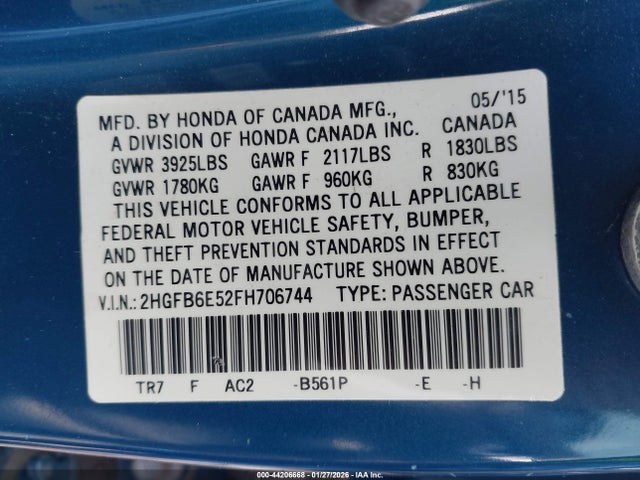 MFD. BY HONDA OF CANADA MFG., 05/'15
A DIVISION OF HONDA CANADA INC. CANADA
GVWR 3925LBS GAWR F 2117LBS R 1830LBS
GVWR 1780KG GAWR F 960KG R 830KG
THIS VEHICLE CONFORMS TO ALL APPLICABLE
FEDERAL MOTOR VEHICLE SAFETY, BUMPER,
AND THEFT PREVENTION STANDARDS IN EFFECT
ON THE DATE OF MANUFACTURE SHOWN ABOVE.
V.I.N.: 2HGFB6E52FH706744 TYPE: PASSENGER CAR
TR7 F AC2 -B561P -E -H
000-44206668 - 01/27/2026 - IAA Inc.